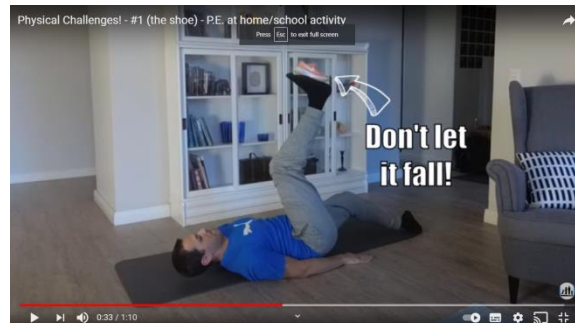 Physical Challenges! - #1 (the shoe) - P.E. at home/school activity
Press Esc to exit full screen
Don't let
it fall!
0:33 / 1:10